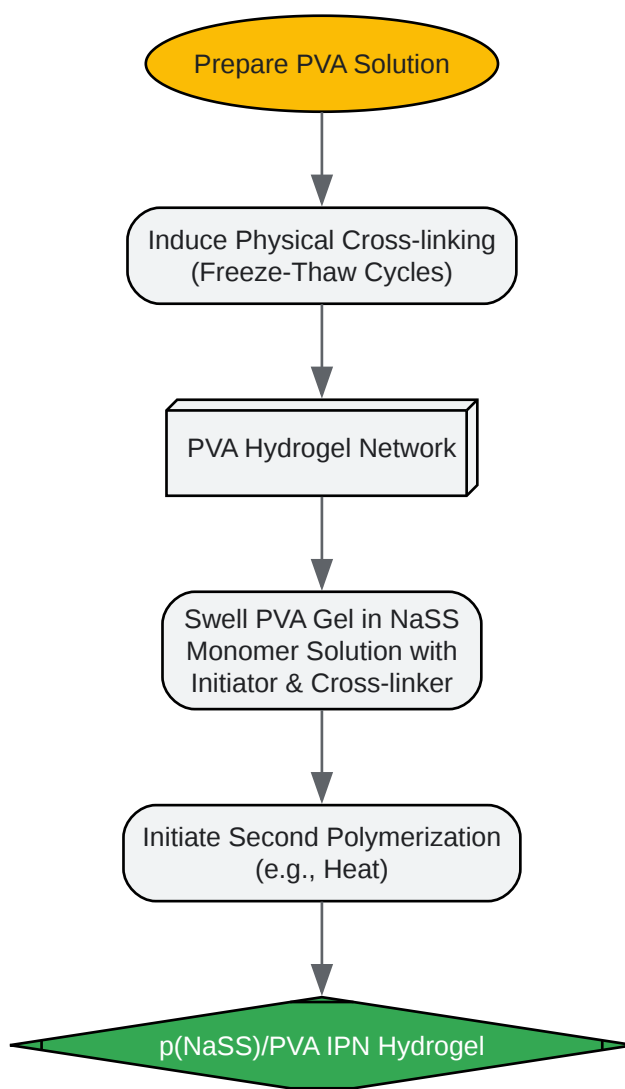 Prepare PVA Solution
Induce Physical Cross-linking
(Freeze-Thaw Cycles)
PVA Hydrogel Network
Swell PVA Gel in NaSS
Monomer Solution with
Initiator & Cross-linker
Initiate Second Polymerization
(e.g., Heat)
p(NaSS)/PVA IPN Hydrogel